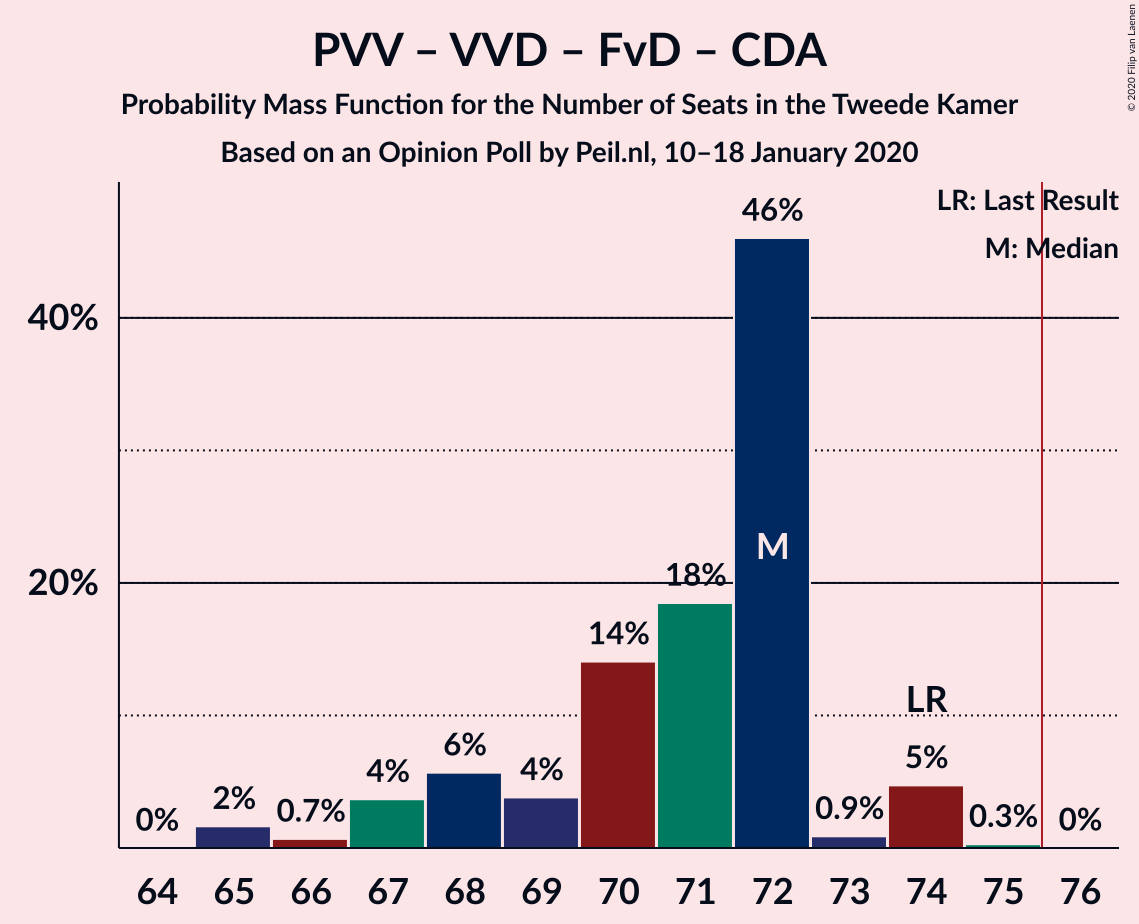 PVV – VVD – FvD – CDA
Probability Mass Function for the Number of Seats in the Tweede Kamer
Based on an Opinion Poll by Peil.nl, 10–18 January 2020
© 2020 Filip van Laenen
LR: Last Result
M: Median
40%
20%
0%
2%
0.7%
4%
6%
4%
14%
18%
46%
M
0.9%
LR
5%
0.3%
0%
64 65 66 67 68 69 70 71 72 73 74 75 76